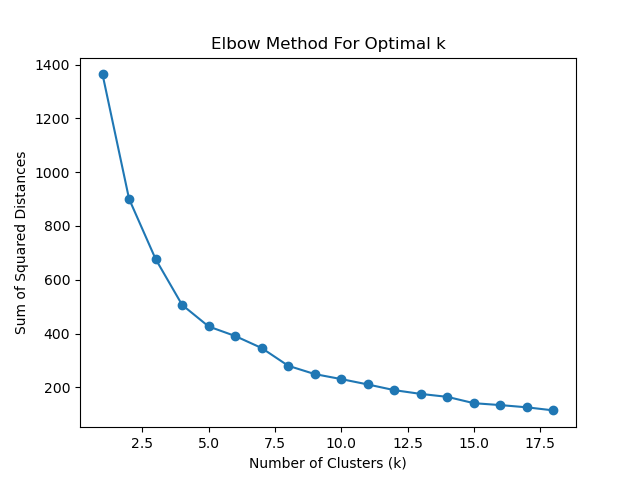 Elbow Method For Optimal k
1400
1200
1000
800
600
400
200
Sum of Squared Distances
2.5 5.0 7.5 10.0 12.5 15.0 17.5
Number of Clusters (k)